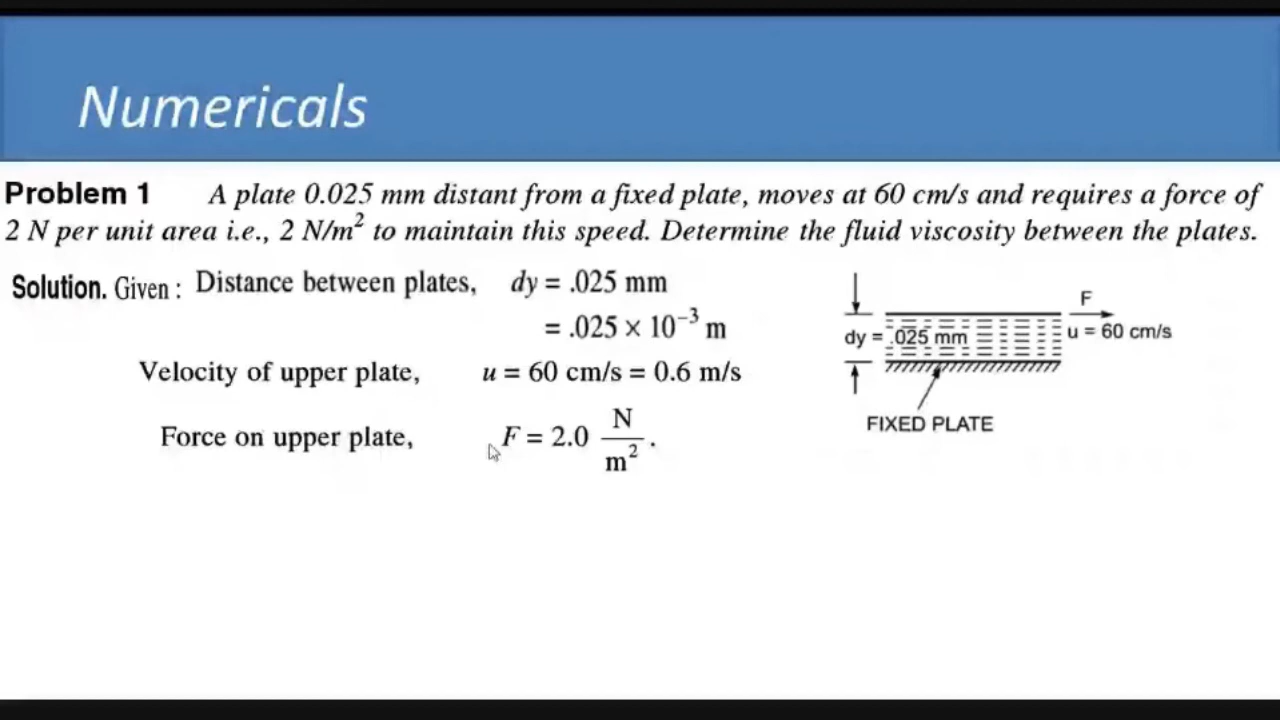 Numericals
Problem 1 A plate 0.025 mm distant from a fixed plate, moves at 60 cm/s and requires a force of
2 N per unit area i.e., 2 N/m² to maintain this speed. Determine the fluid viscosity between the plates.
Solution. Given : Distance between plates, dy = .025 mm
= .025 × 10⁻³ m
Velocity of upper plate, u = 60 cm/s = 0.6 m/s
Force on upper plate, F = 2.0 N/m².
F
dy = .025 mm
u = 60 cm/s
FIXED PLATE